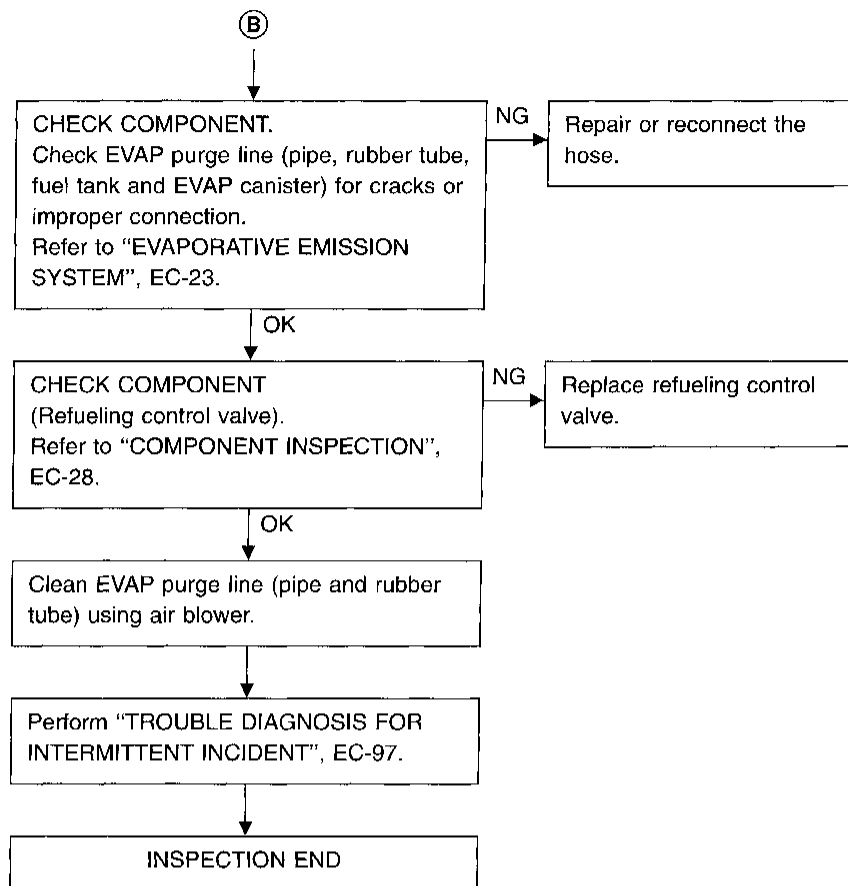 B
CHECK COMPONENT.
Check EVAP purge line (pipe, rubber tube,
fuel tank and EVAP canister) for cracks or
improper connection.
Refer to “EVAPORATIVE EMISSION
SYSTEM”, EC-23.
NG
Repair or reconnect the
hose.
OK
CHECK COMPONENT
(Refueling control valve).
Refer to “COMPONENT INSPECTION”,
EC-28.
NG
Replace refueling control
valve.
OK
Clean EVAP purge line (pipe and rubber
tube) using air blower.
Perform “TROUBLE DIAGNOSIS FOR
INTERMITTENT INCIDENT”, EC-97.
INSPECTION END